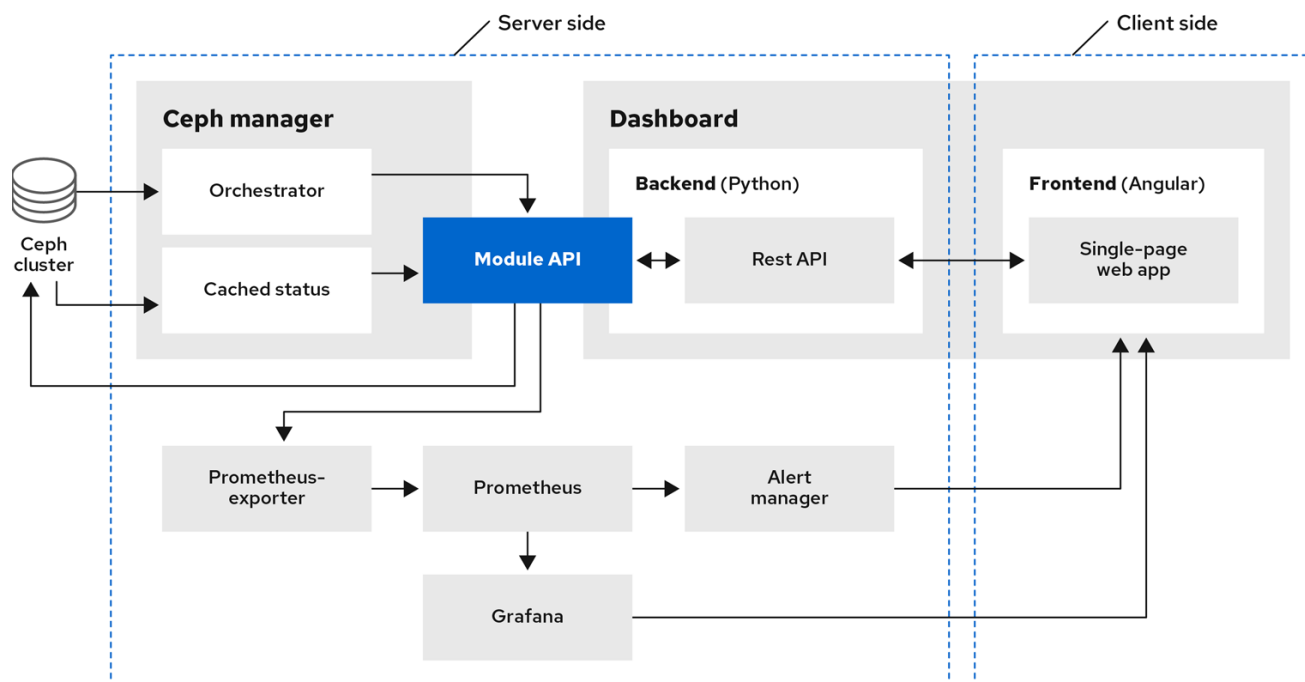 Server side
Client side
Ceph manager
Dashboard
Orchestrator
Backend (Python)
Frontend (Angular)
Ceph
cluster
Module API
Rest API
Single-page
web app
Cached status
Prometheus-
exporter
Prometheus
Alert
manager
Grafana